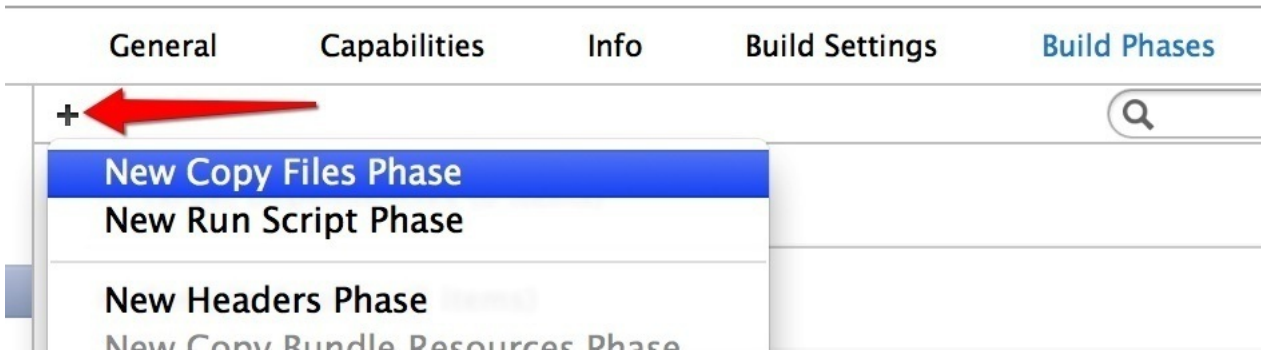 General Capabilities Info Build Settings Build Phases
New Copy Files Phase
New Run Script Phase
New Headers Phase
New Copy Bundle Resources Phase